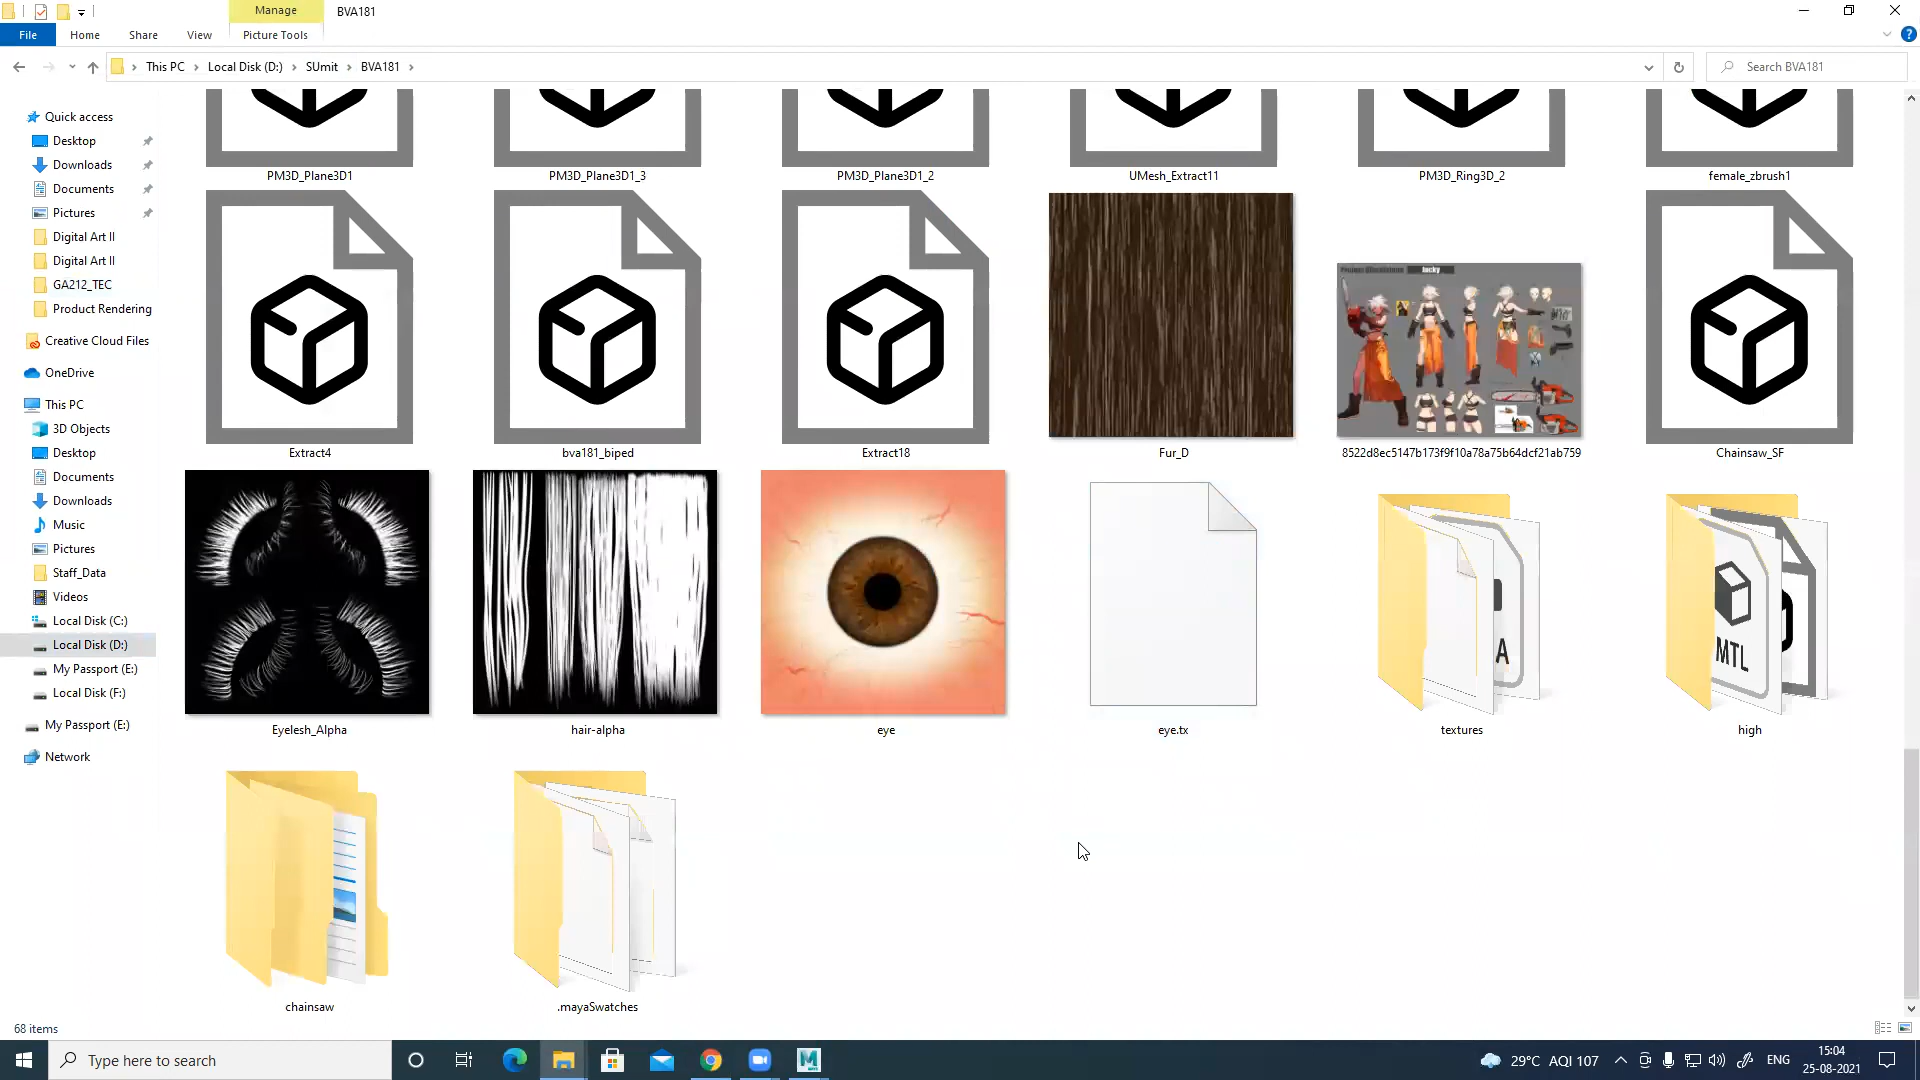 Manage
BVA181
File
Home
Share
View
Picture Tools
This PC
Local Disk (D:)
SUmit
BVA181
Search BVA181
Quick access
Desktop
Downloads
Documents
Pictures
Digital Art II
Digital Art II
GA212_TEC
Product Rendering
Creative Cloud Files
OneDrive
This PC
3D Objects
Desktop
Documents
Downloads
Music
Pictures
Staff_Data
Videos
Local Disk (C:)
Local Disk (D:)
My Passport (E:)
Local Disk (F:)
My Passport (E:)
Network
PM3D_Plane3D1
PM3D_Plane3D1_3
PM3D_Plane3D1_2
UMesh_Extract11
PM3D_Ring3D_2
female_zbrush1
lucky
Extract4
bva181_biped
Extract18
Fur_D
8522d8ec5147b173f9f10a78a75b64dcf21ab759
Chainsaw_SF
A
MTL
Eyelesh_Alpha
hair-alpha
eye
eye.tx
textures
high
chainsaw
.mayaSwatches
68 items
Type here to search
29°C AQI 107
ENG
15:04
25-08-2021